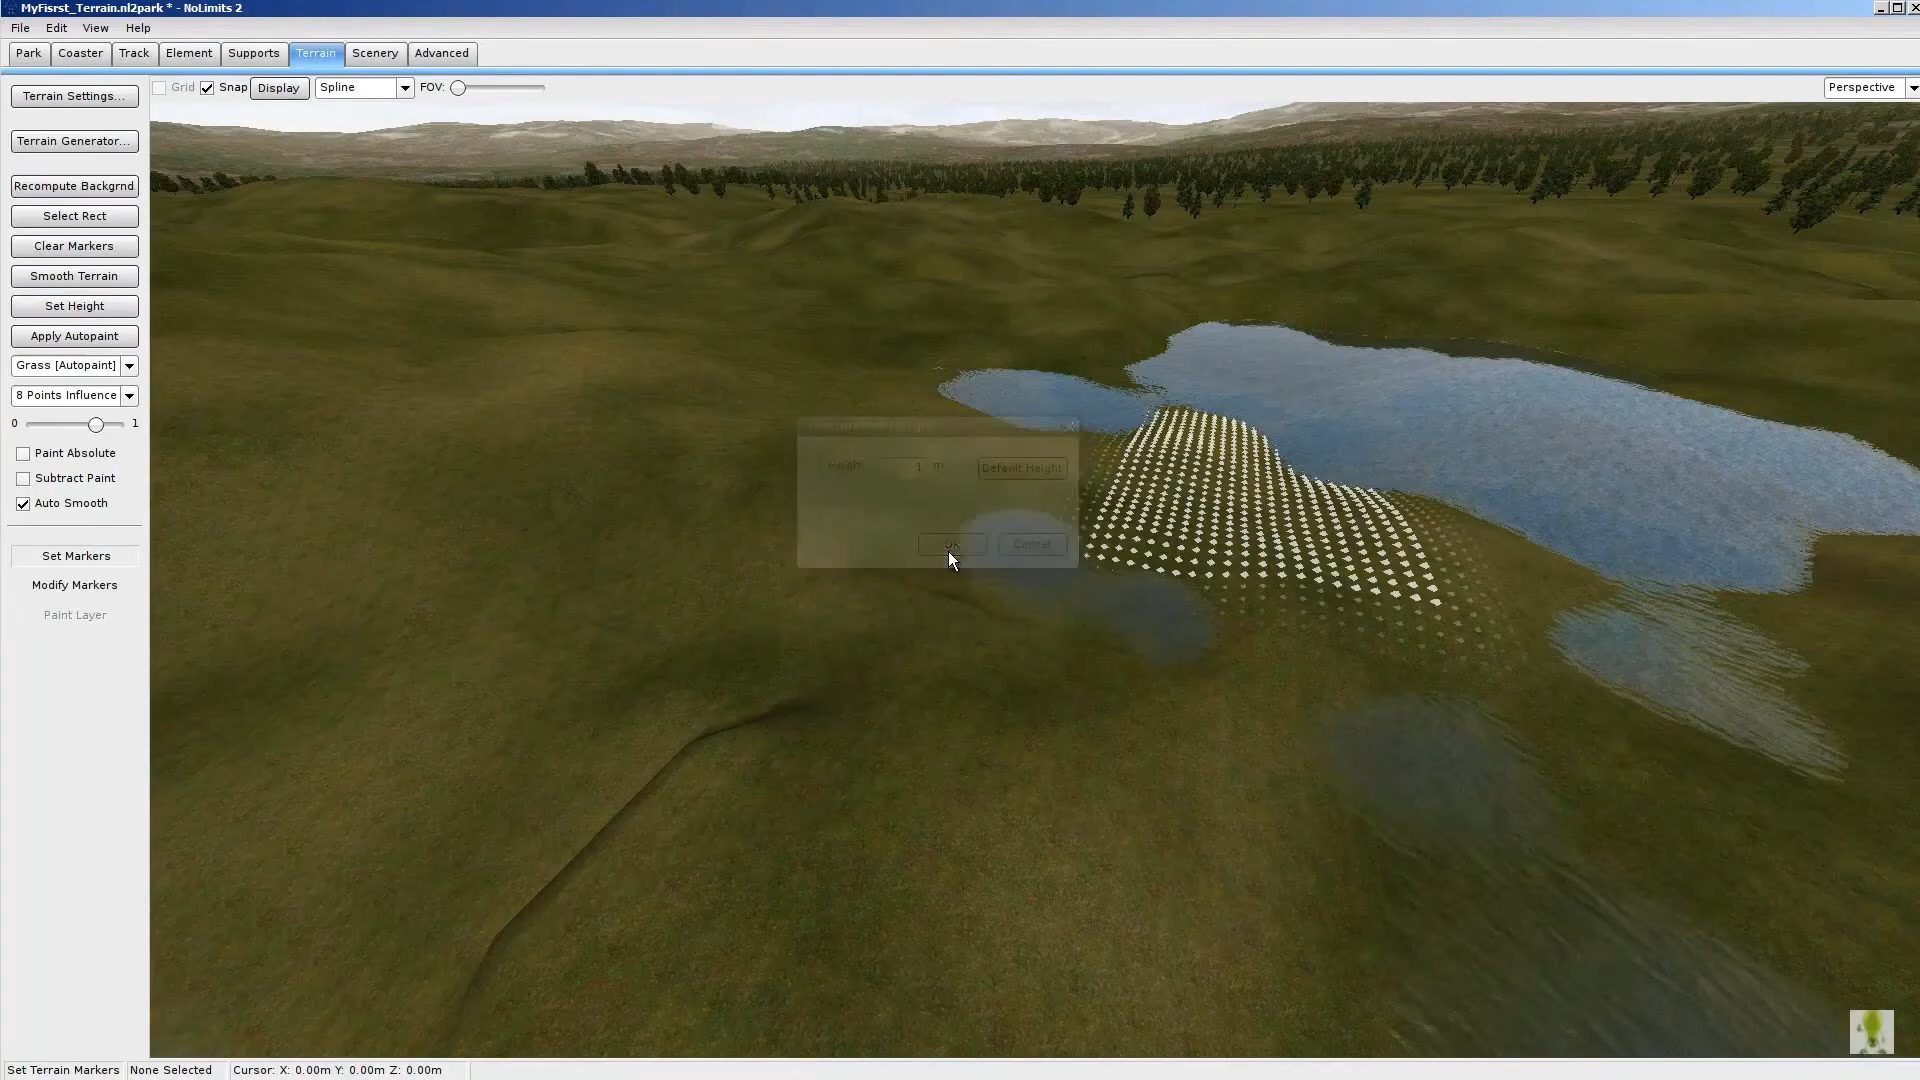 MyFisrst_Terrain.nl2park * - NoLimits 2
File Edit View Help
Park Coaster Track Element Supports Terrain Scenery Advanced
Grid Snap Display Spline FOV: Perspective
Terrain Settings...
Terrain Generator...
Recompute Backgrnd
Select Rect
Clear Markers
Smooth Terrain
Set Height
Apply Autopaint
Grass [Autopaint]
8 Points Influence
0 1
Paint Absolute
Subtract Paint
Auto Smooth
Set Markers
Modify Markers
Paint Layer
Height 1 m Default Height
OK Cancel
Set Terrain Markers None Selected Cursor: X: 0.00m Y: 0.00m Z: 0.00m